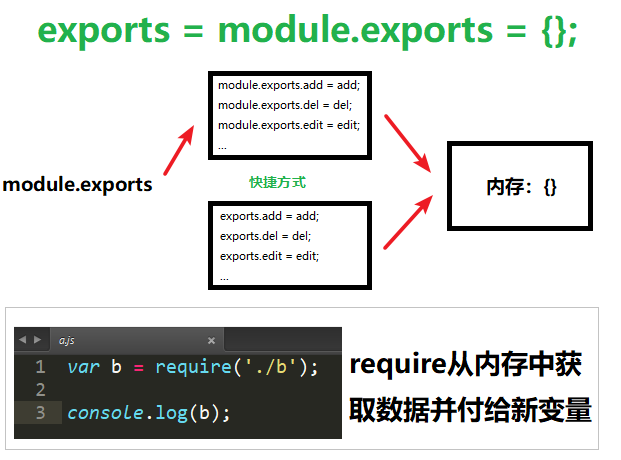 exports = module.exports = {};
module.exports.add = add;
module.exports.del = del;
module.exports.edit = edit;
...
module.exports
快捷方式
内存：{}
exports.add = add;
exports.del = del;
exports.edit = edit;
...
a.js ×
1 var b = require('./b');
2
3 console.log(b);
require从内存中获
取数据并付给新变量